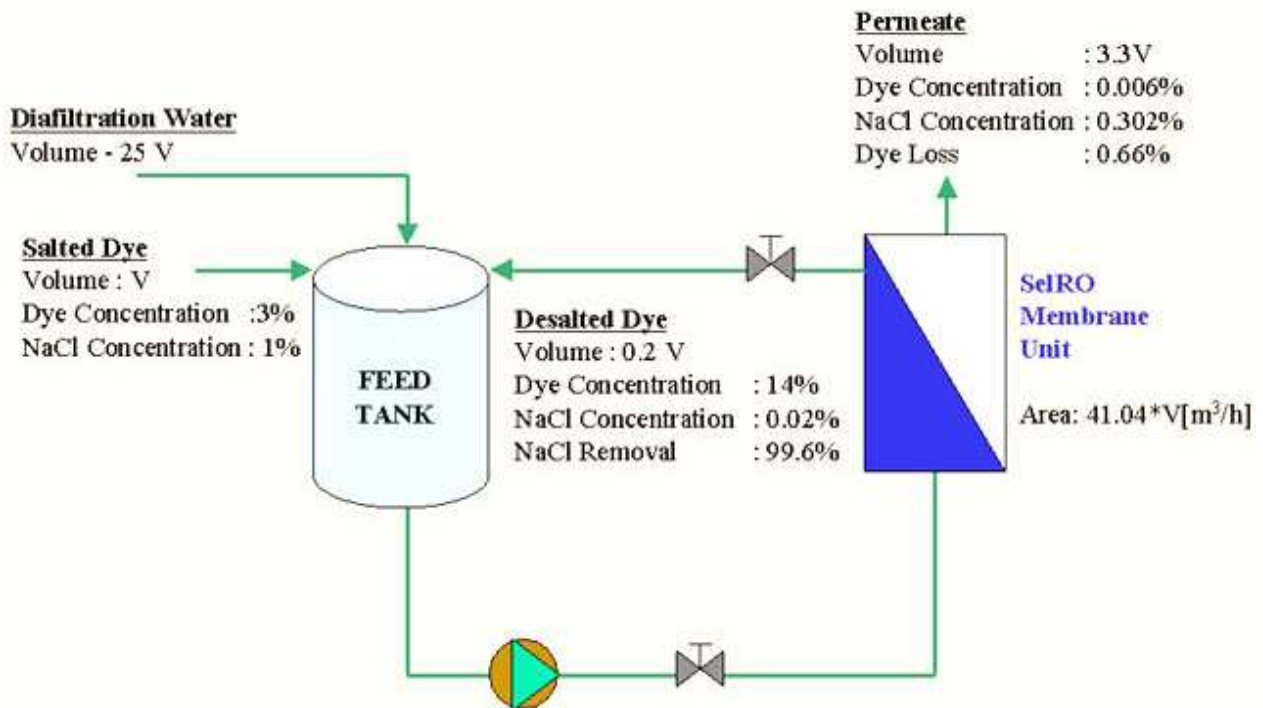 Permeate
Volume : 3.3V
Dye Concentration : 0.006%
NaCl Concentration : 0.302%
Dye Loss : 0.66%
Diafiltration Water
Volume - 25 V
Salted Dye
Volume : V
Dye Concentration :3%
NaCl Concentration : 1%
FEED
TANK
Desalted Dye
Volume : 0.2 V
Dye Concentration : 14%
NaCl Concentration : 0.02%
NaCl Removal : 99.6%
SelRO
Membrane
Unit
Area: 41.04*V[m³/h]